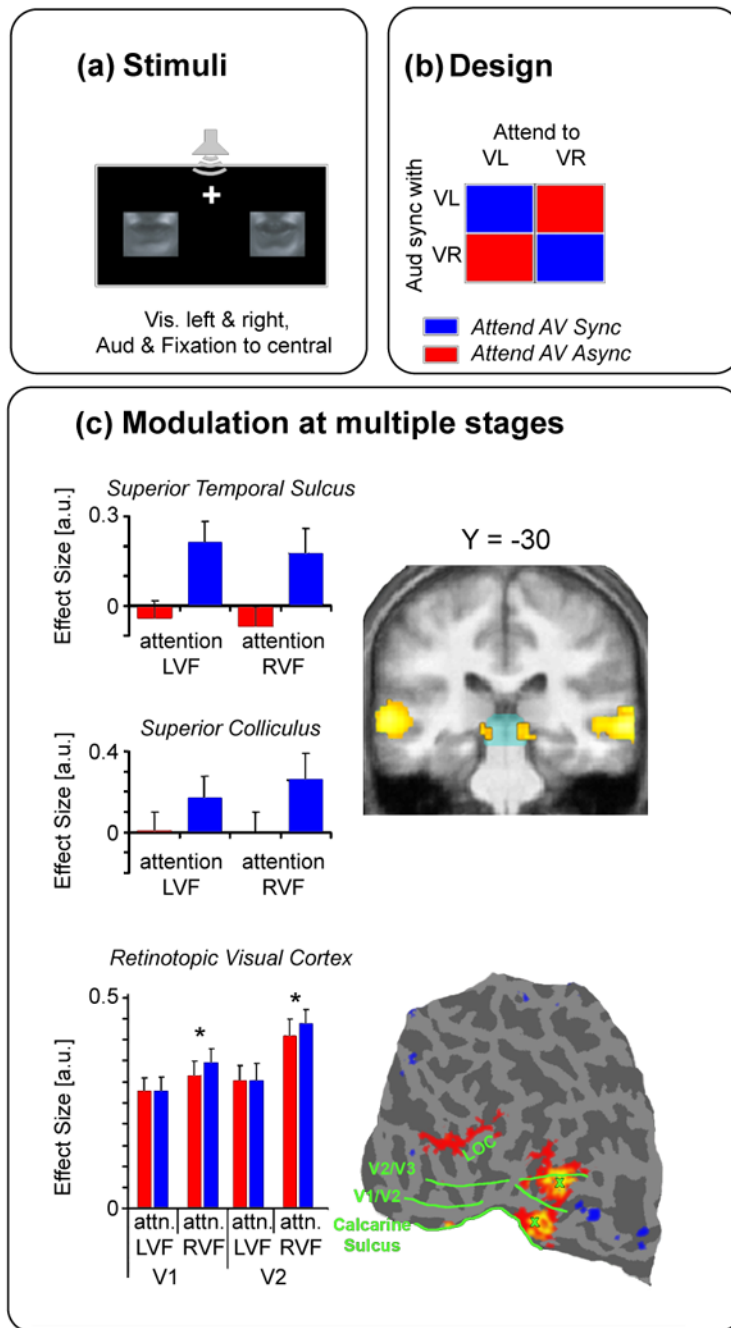 (a) Stimuli
Vis. left & right,
Aud & Fixation to central
(b) Design
Attend to
VL VR
Aud sync with
VL
VR
Attend AV Sync
Attend AV Async
(c) Modulation at multiple stages
Superior Temporal Sulcus
Effect Size [a.u.]
0.3
0
attention attention
LVF RVF
Y = -30
Superior Colliculus
Effect Size [a.u.]
0.4
0
attention attention
LVF RVF
Retinotopic Visual Cortex
Effect Size [a.u.]
0.5
* *
0
attn. attn. attn. attn.
LVF RVF LVF RVF
V1 V2
LOC
V2/V3
x
V1/V2
x
Calcarine
Sulcus